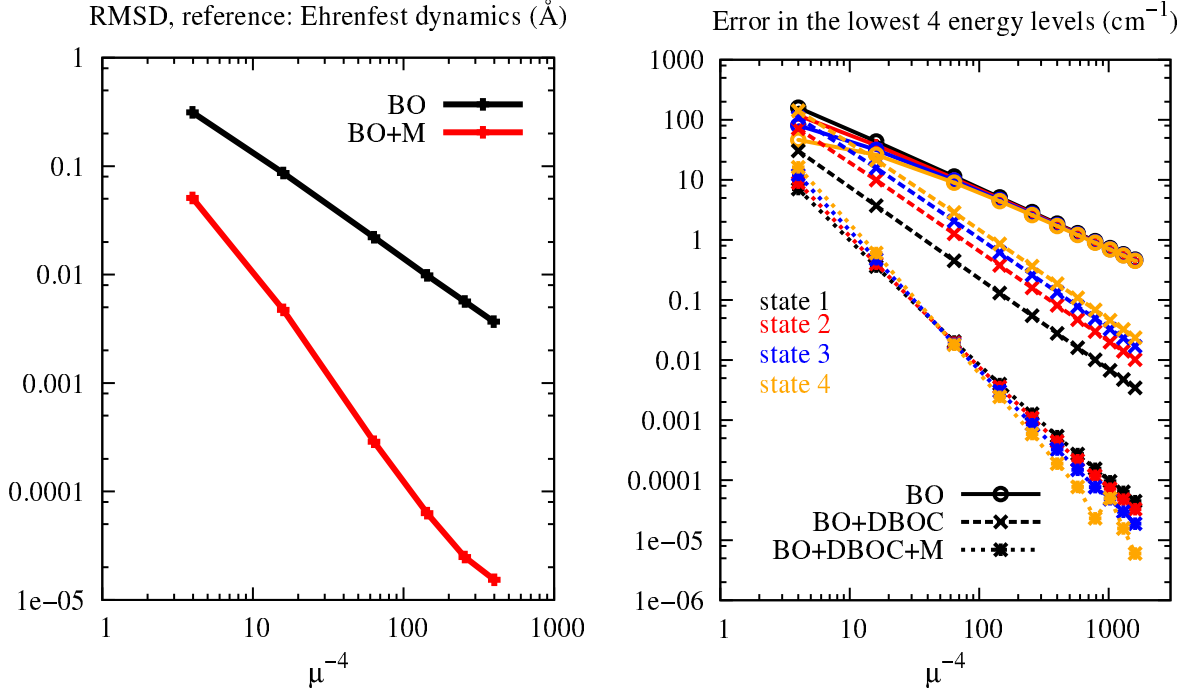 RMSD, reference: Ehrenfest dynamics (Å)
1
0.1
0.01
0.001
0.0001
1e-05
BO
BO+M
1 10 100 1000
μ⁻⁴
Error in the lowest 4 energy levels (cm⁻¹)
1000
100
10
1
0.1
0.01
0.001
0.0001
1e-05
1e-06
state 1
state 2
state 3
state 4
BO
BO+DBOC
BO+DBOC+M
1 10 100 1000
μ⁻⁴